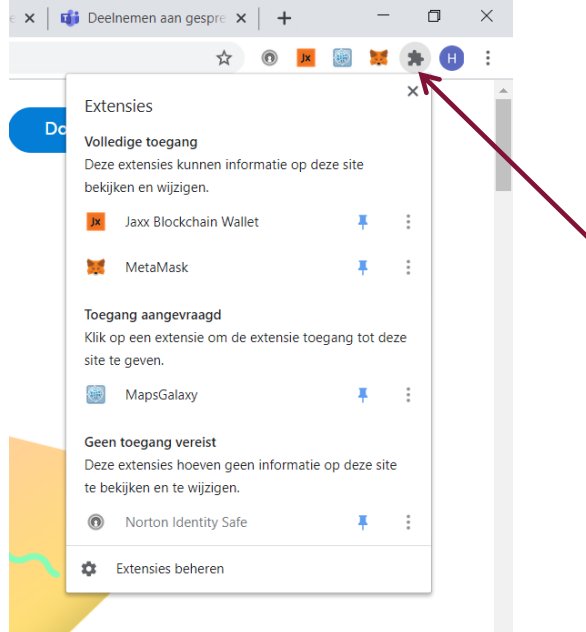 Deelnemen aan gespre
Jx
H
Do
Extensies
Volledige toegang
Deze extensies kunnen informatie op deze site
bekijken en wijzigen.
Jx Jaxx Blockchain Wallet
MetaMask
Toegang aangevraagd
Klik op een extensie om de extensie toegang tot deze
site te geven.
MapsGalaxy
Geen toegang vereist
Deze extensies hoeven geen informatie op deze site
te bekijken en te wijzigen.
Norton Identity Safe
Extensies beheren